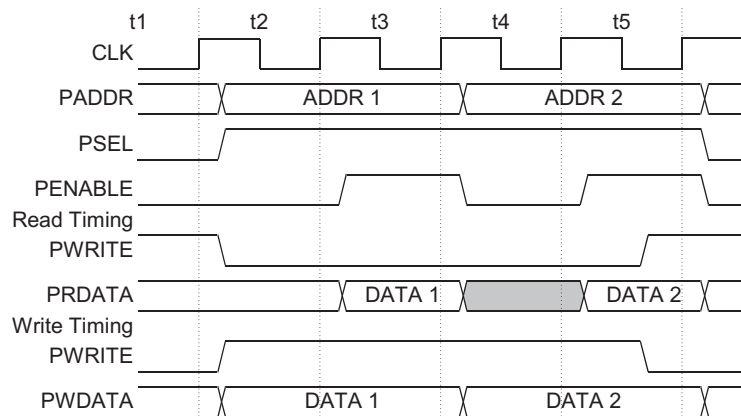 t1 t2 t3 t4 t5
CLK
PADDR ADDR 1 ADDR 2
PSEL
PENABLE
Read Timing
PWRITE
PRDATA DATA 1 DATA 2
Write Timing
PWRITE
PWDATA DATA 1 DATA 2